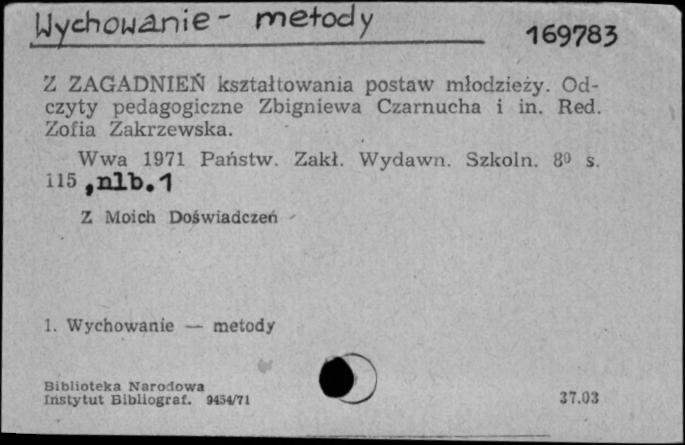 Wychowanie - metody
169783
Z ZAGADNIEŃ kształtowania postaw młodzieży. Od-
czyty pedagogiczne Zbigniewa Czarnucha i in. Red.
Zofia Zakrzewska.
Wwa 1971 Państw. Zakł. Wydawn. Szkoln. 8⁰ s.
115 ,nlb.1
Z Moich Doświadczeń
1. Wychowanie — metody
Biblioteka Narodowa
Instytut Bibliograf. 9454/71
37.03